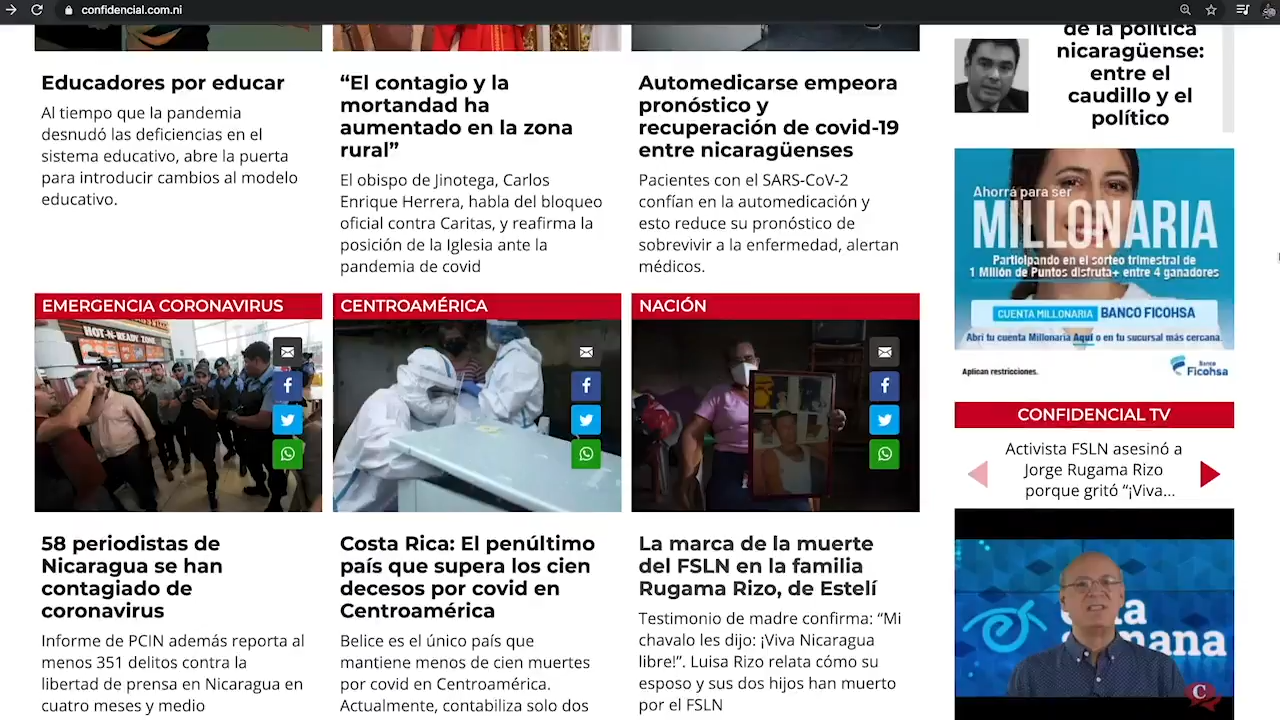 confidencial.com.ni
Educadores por educar
Al tiempo que la pandemia
desnudó las deficiencias en el
sistema educativo, abre la puerta
para introducir cambios al modelo
educativo.
“El contagio y la
mortandad ha
aumentado en la zona
rural”
El obispo de Jinotega, Carlos
Enrique Herrera, habla del bloqueo
oficial contra Caritas, y reafirma la
posición de la Iglesia ante la
pandemia de covid
Automedicarse empeora
pronóstico y
recuperación de covid-19
entre nicaragüenses
Pacientes con el SARS-CoV-2
confían en la automedicación y
esto reduce su pronóstico de
sobrevivir a la enfermedad, alertan
médicos.
de la política
nicaragüense:
entre el
caudillo y el
político
Ahorrá para ser
MILLONARIA
Participando en el sorteo trimestral de
1 Millón de Puntos disfruta+ entre 4 ganadores
CUENTA MILLONARIA BANCO FICOHSA
Abrí tu cuenta Millonaria Aquí o en tu sucursal más cercana.
Aplican restricciones.
Banco
Ficohsa
EMERGENCIA CORONAVIRUS
HOT-N-READY ZONE
58 periodistas de
Nicaragua se han
contagiado de
coronavirus
Informe de PCIN además reporta al
menos 351 delitos contra la
libertad de prensa en Nicaragua en
cuatro meses y medio
CENTROAMÉRICA
Costa Rica: El penúltimo
país que supera los cien
decesos por covid en
Centroamérica
Belice es el único país que
mantiene menos de cien muertes
por covid en Centroamérica.
Actualmente, contabiliza solo dos
NACIÓN
La marca de la muerte
del FSLN en la familia
Rugama Rizo, de Estelí
Testimonio de madre confirma: “Mi
chavalo les dijo: ¡Viva Nicaragua
libre!”. Luisa Rizo relata cómo su
esposo y sus dos hijos han muerto
por el FSLN
CONFIDENCIAL TV
Activista FSLN asesinó a
Jorge Rugama Rizo
porque gritó “¡Viva...
C